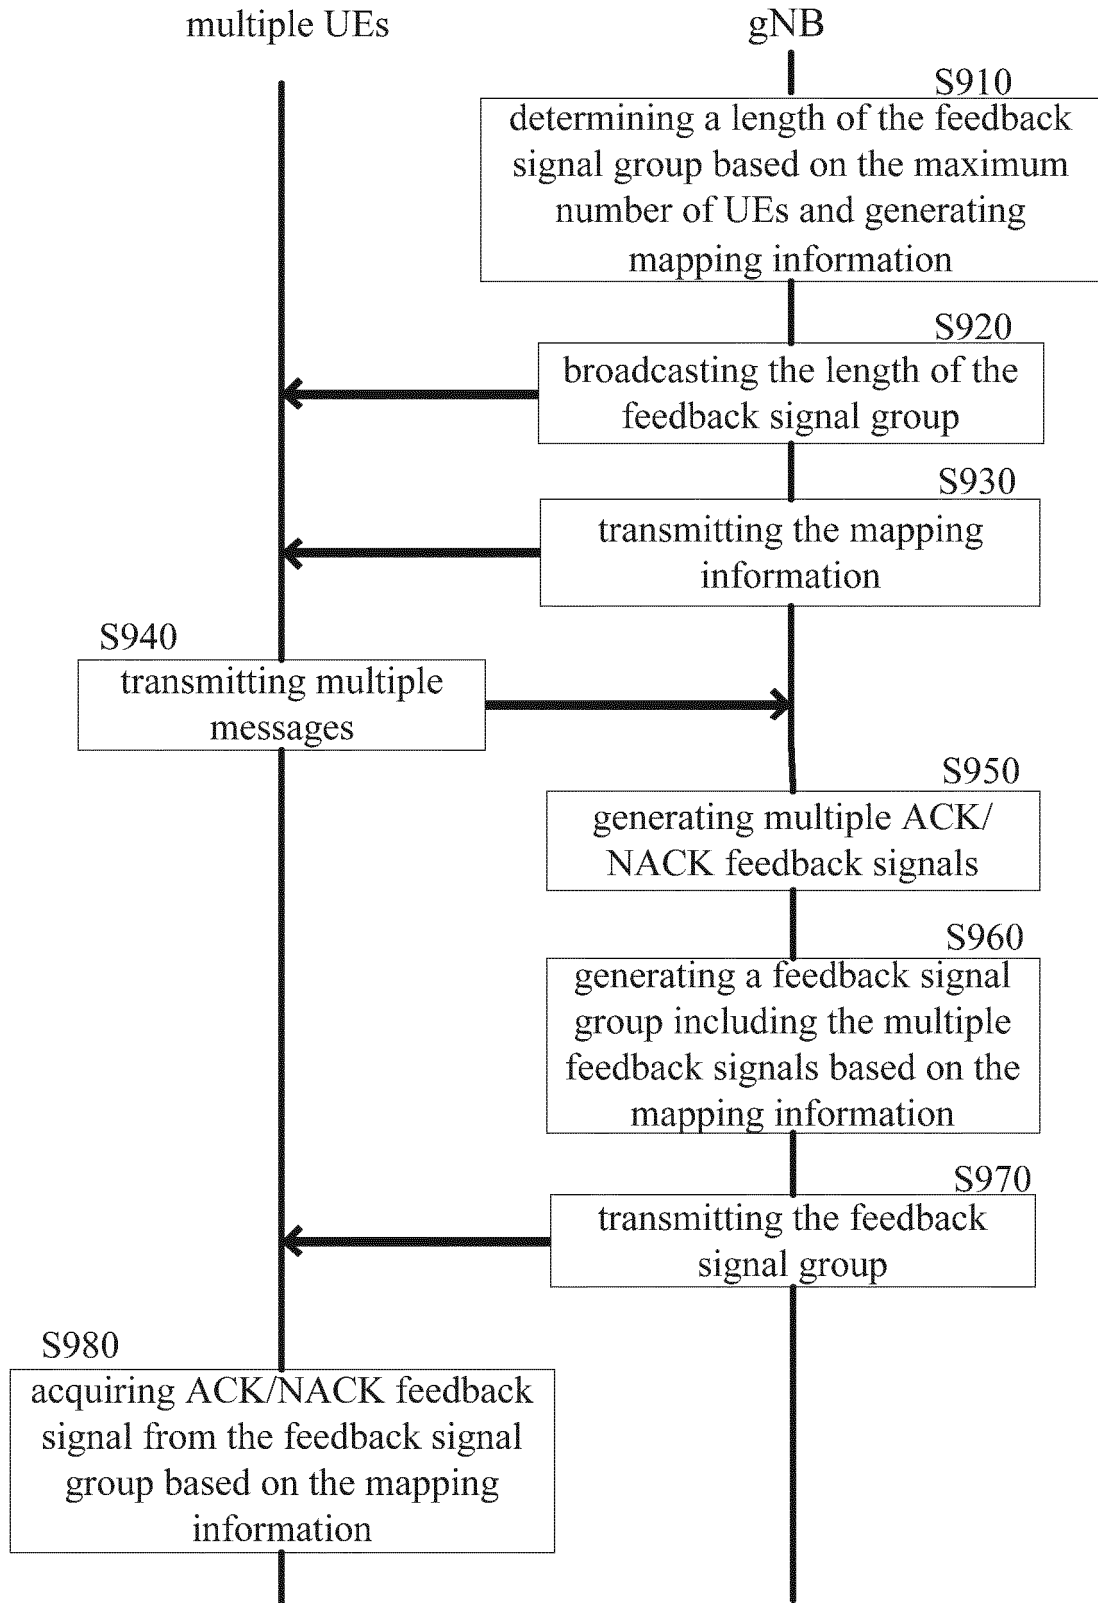 multiple UEs
gNB
S910
determining a length of the feedback
signal group based on the maximum
number of UEs and generating
mapping information
S920
broadcasting the length of the
feedback signal group
S930
transmitting the mapping
information
S940
transmitting multiple
messages
S950
generating multiple ACK/
NACK feedback signals
S960
generating a feedback signal
group including the multiple
feedback signals based on the
mapping information
S970
transmitting the feedback
signal group
S980
acquiring ACK/NACK feedback
signal from the feedback signal
group based on the mapping
information